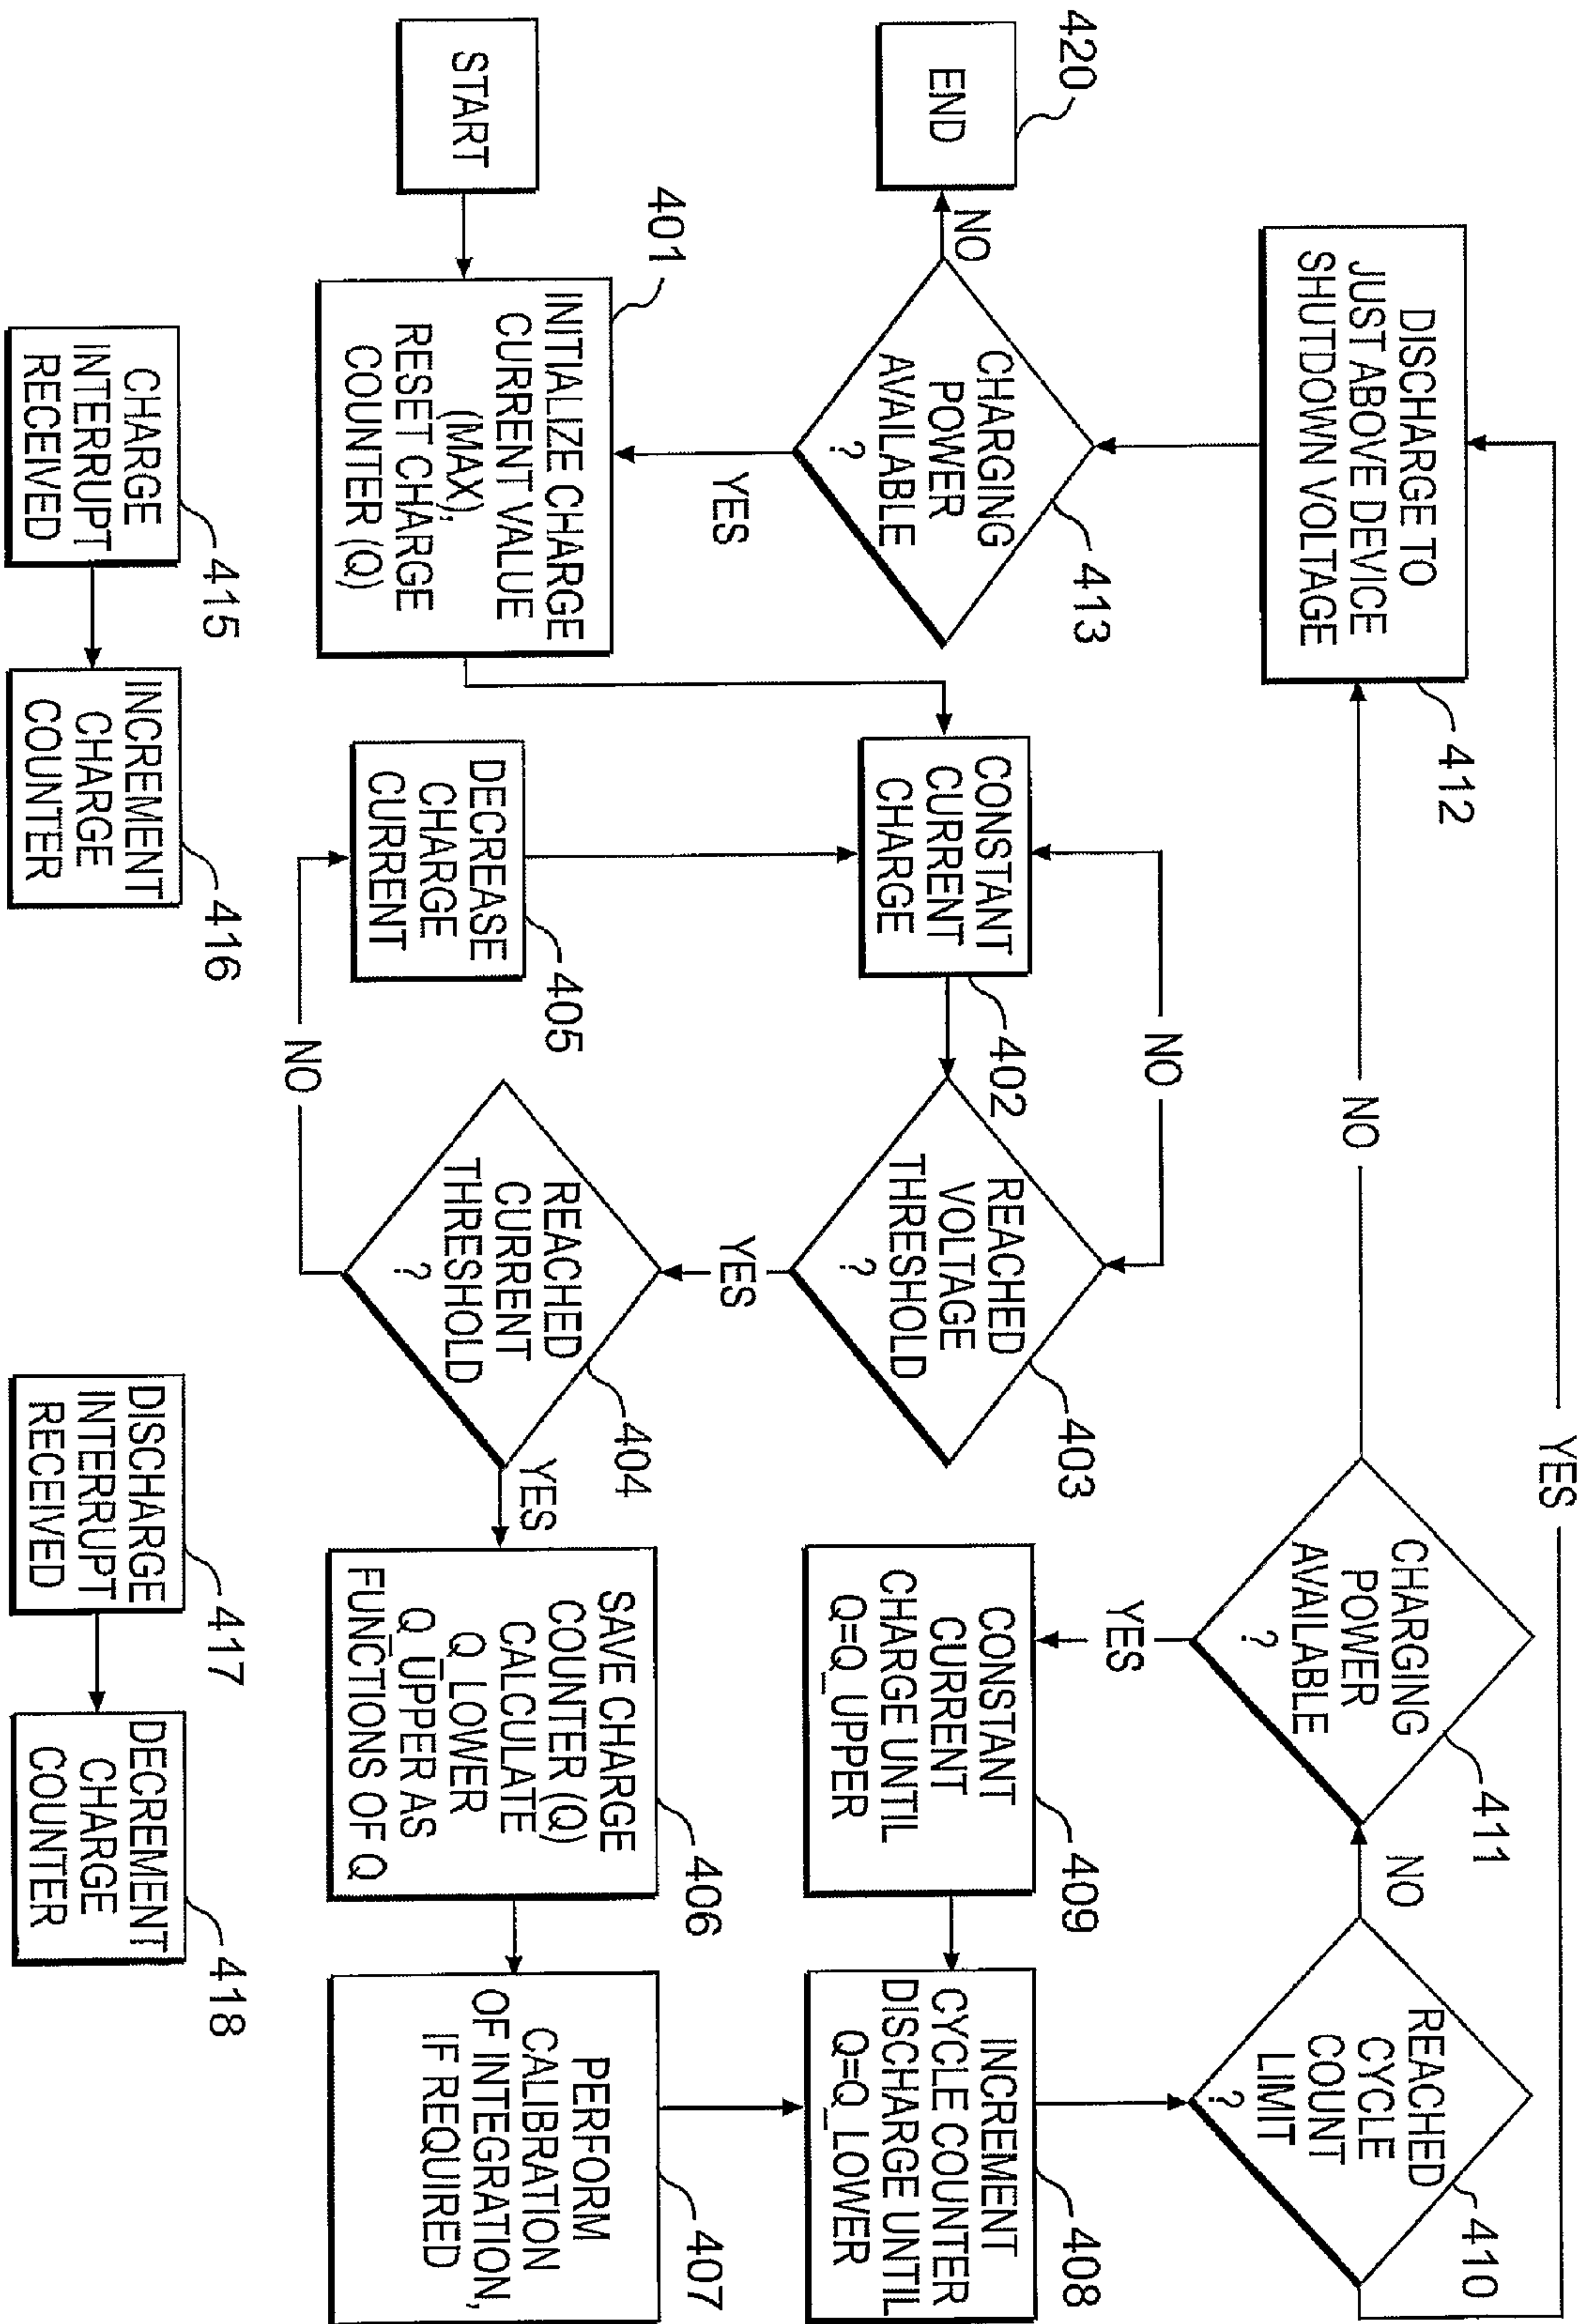 START
401
INITIALIZE CHARGE
CURRENT VALUE
(MAX),
RESET CHARGE
COUNTER (Q)
420
END
NO
CHARGING
POWER
AVAILABLE
?
413
YES
DISCHARGE TO
JUST ABOVE DEVICE
SHUTDOWN VOLTAGE
412
CONSTANT
CURRENT
CHARGE
402
DECREASE
CHARGE
CURRENT
405
NO
REACHED
VOLTAGE
THRESHOLD
?
403
YES
REACHED
CURRENT
THRESHOLD
?
404
NO
YES
SAVE CHARGE
COUNTER (Q)
CALCULATE
Q_LOWER
Q_UPPER AS
FUNCTIONS OF Q
406
PERFORM
CALIBRATION
OF INTEGRATION,
IF REQUIRED
407
INCREMENT
CYCLE COUNTER
DISCHARGE UNTIL
Q=Q_LOWER
408
CONSTANT
CURRENT
CHARGE UNTIL
Q=Q_UPPER
409
REACHED
CYCLE
COUNT
LIMIT
?
410
YES
NO
CHARGING
POWER
AVAILABLE
?
411
YES
NO
CHARGE
INTERRUPT
RECEIVED
415
INCREMENT
CHARGE
COUNTER
416
DISCHARGE
INTERRUPT
RECEIVED
417
DECREMENT
CHARGE
COUNTER
418